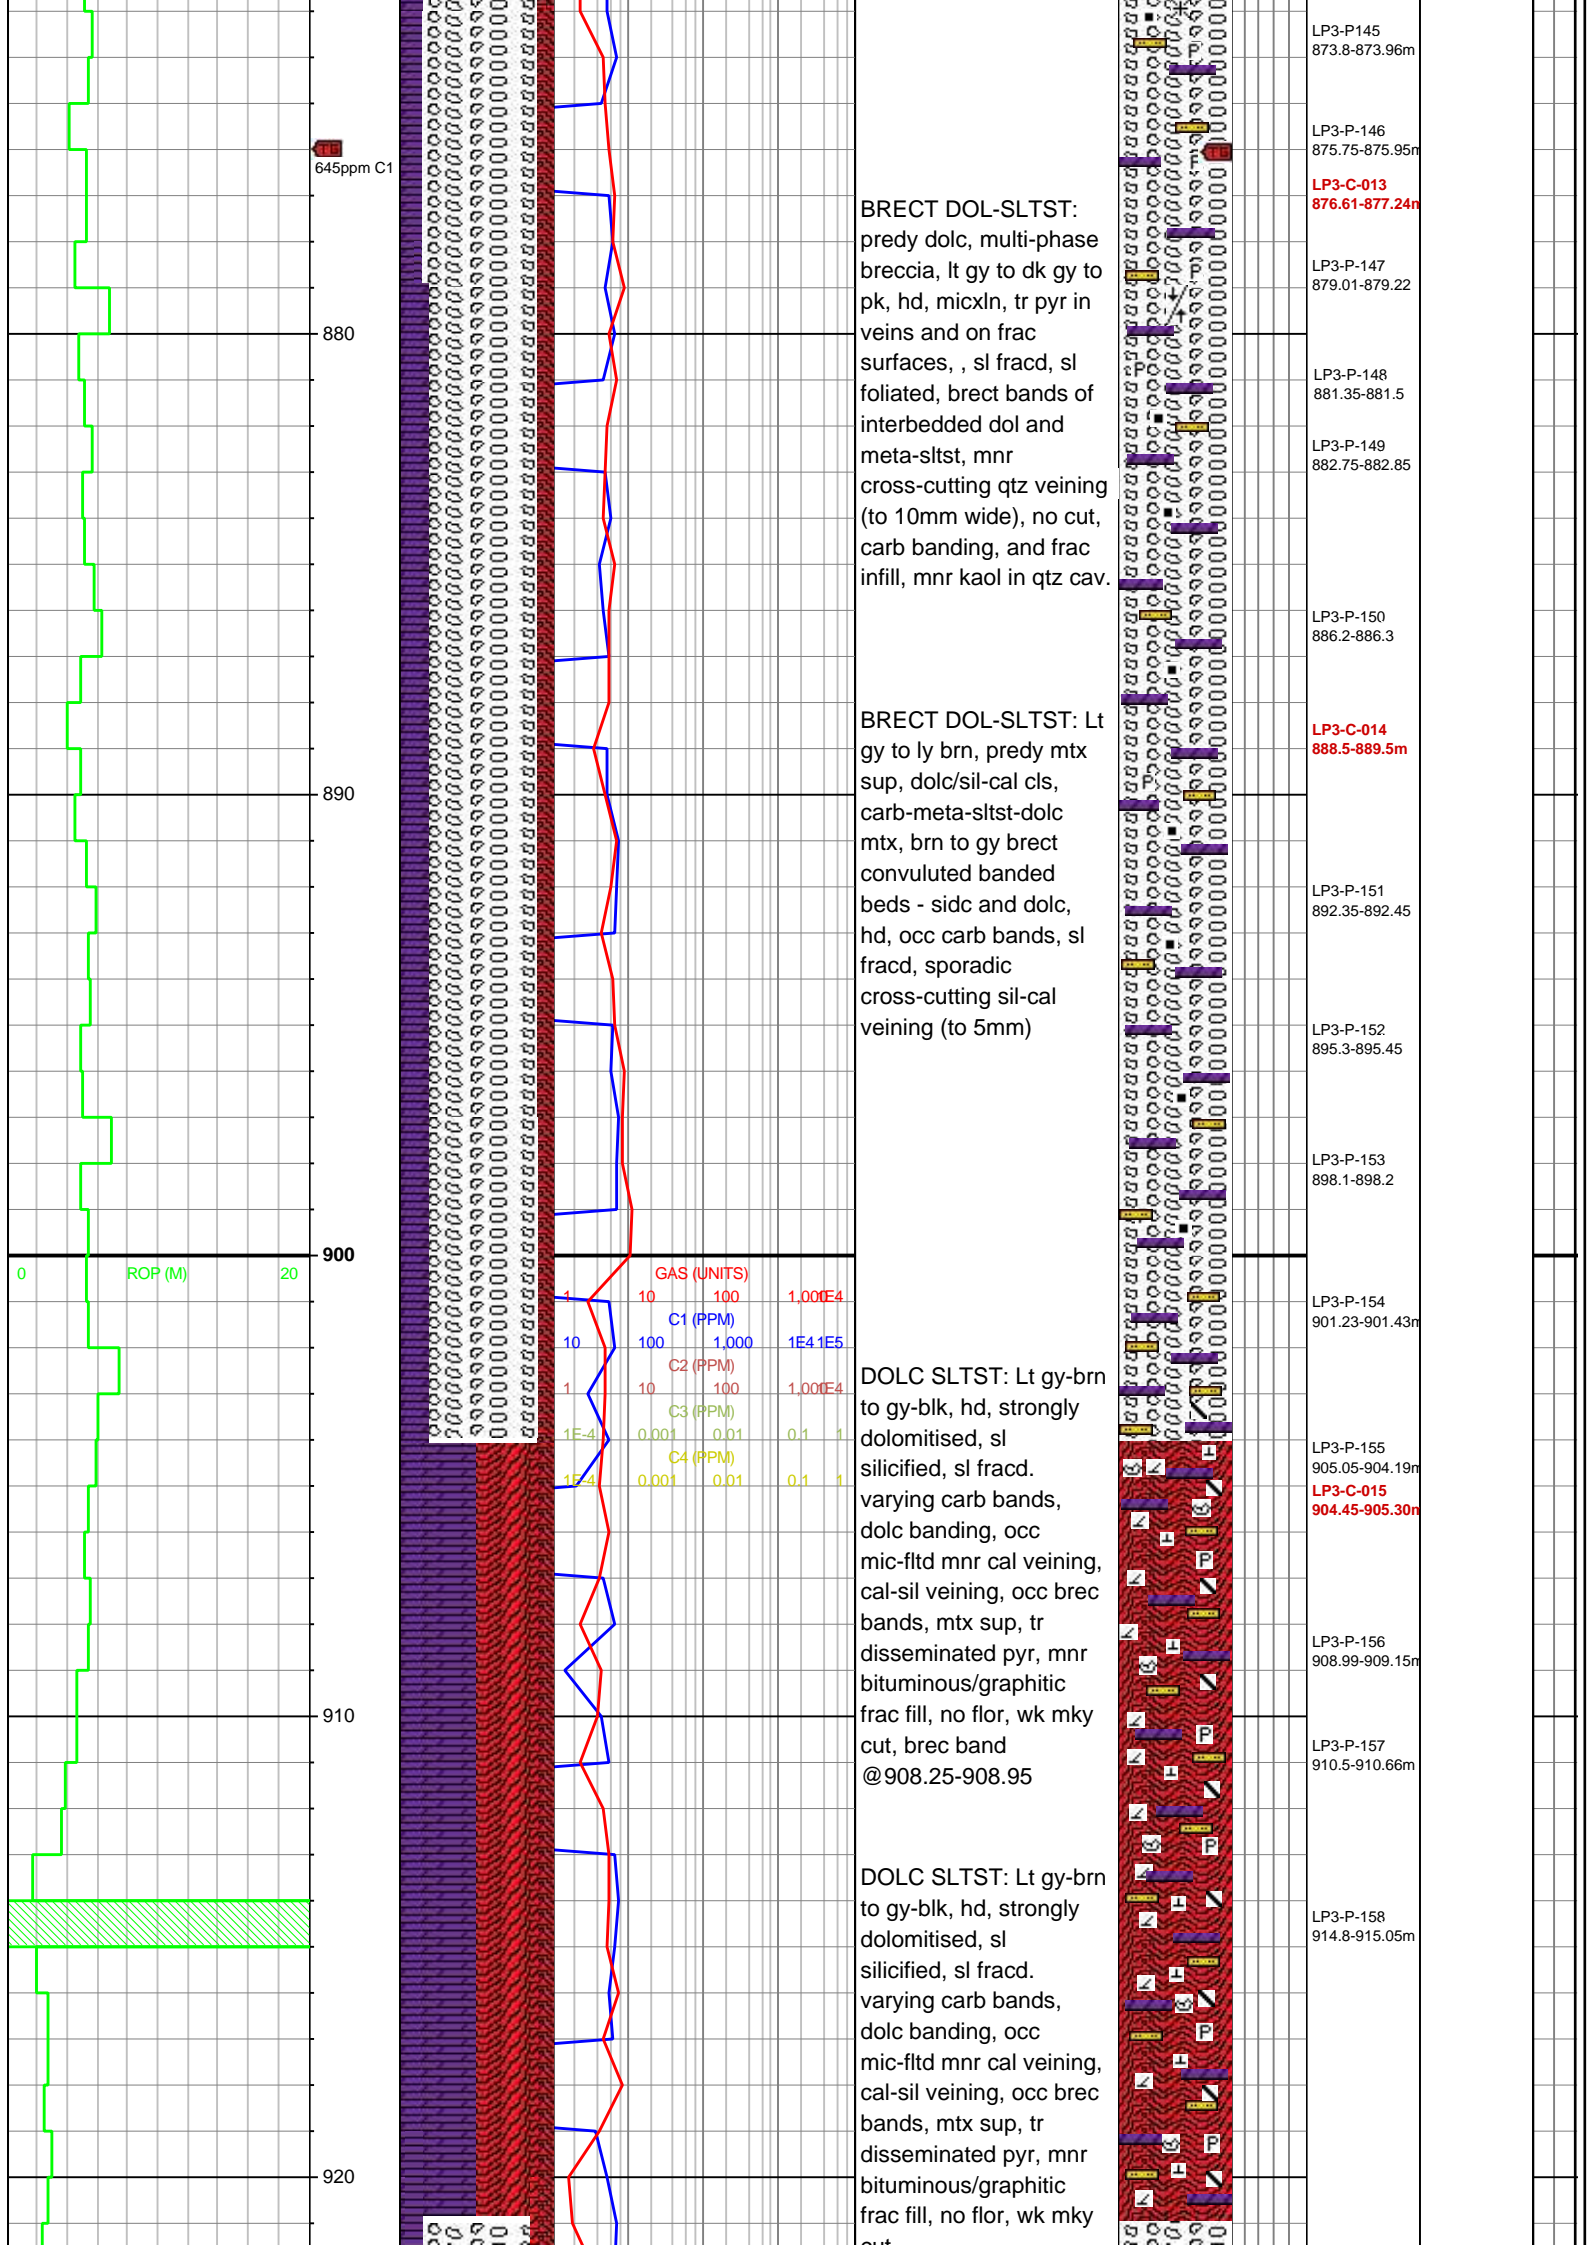 TG
645ppm C1
880
890
900
910
920
0 ROP (M) 20
GAS (UNITS)
1 10 100 1,000 1E4
C1 (PPM)
10 100 1,000 1E4 1E5
C2 (PPM)
1 10 100 1,000 1E4
C3 (PPM)
1E-4 0.001 0.01 0.1 1
C4 (PPM)
1E-4 0.001 0.01 0.1 1
BRECT DOL-SLTST:
predy dolc, multi-phase
breccia, lt gy to dk gy to
pk, hd, micxln, tr pyr in
veins and on frac
surfaces, , sl fracd, sl
foliated, brect bands of
interbedded dol and
meta-sltst, mnr
cross-cutting qtz veining
(to 10mm wide), no cut,
carb banding, and frac
infill, mnr kaol in qtz cav.
BRECT DOL-SLTST: Lt
gy to ly brn, predy mtx
sup, dolc/sil-cal cls,
carb-meta-sltst-dolc
mtx, brn to gy brect
convuluted banded
beds - sidc and dolc,
hd, occ carb bands, sl
fracd, sporadic
cross-cutting sil-cal
veining (to 5mm)
DOLC SLTST: Lt gy-brn
to gy-blk, hd, strongly
dolomitised, sl
silicified, sl fracd.
varying carb bands,
dolc banding, occ
mic-fltd mnr cal veining,
cal-sil veining, occ brec
bands, mtx sup, tr
disseminated pyr, mnr
bituminous/graphitic
frac fill, no flor, wk mky
cut, brec band
@908.25-908.95
DOLC SLTST: Lt gy-brn
to gy-blk, hd, strongly
dolomitised, sl
silicified, sl fracd.
varying carb bands,
dolc banding, occ
mic-fltd mnr cal veining,
cal-sil veining, occ brec
bands, mtx sup, tr
disseminated pyr, mnr
bituminous/graphitic
frac fill, no flor, wk mky
TG
LP3-P145
873.8-873.96m
LP3-P-146
875.75-875.95m
LP3-C-013
876.61-877.24m
LP3-P-147
879.01-879.22
LP3-P-148
881.35-881.5
LP3-P-149
882.75-882.85
LP3-P-150
886.2-886.3
LP3-C-014
888.5-889.5m
LP3-P-151
892.35-892.45
LP3-P-152
895.3-895.45
LP3-P-153
898.1-898.2
LP3-P-154
901.23-901.43m
LP3-P-155
905.05-904.19m
LP3-C-015
904.45-905.30m
LP3-P-156
908.99-909.15m
LP3-P-157
910.5-910.66m
LP3-P-158
914.8-915.05m